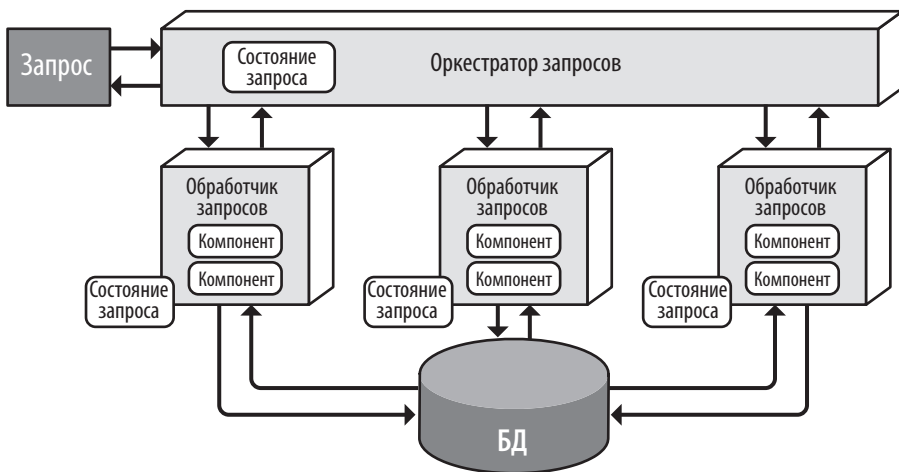 Запрос
Состояние
запроса
Оркестратор запросов
Обработчик
запросов
Компонент
Компонент
Состояние
запроса
Обработчик
запросов
Компонент
Компонент
Состояние
запроса
Обработчик
запросов
Компонент
Компонент
Состояние
запроса
БД